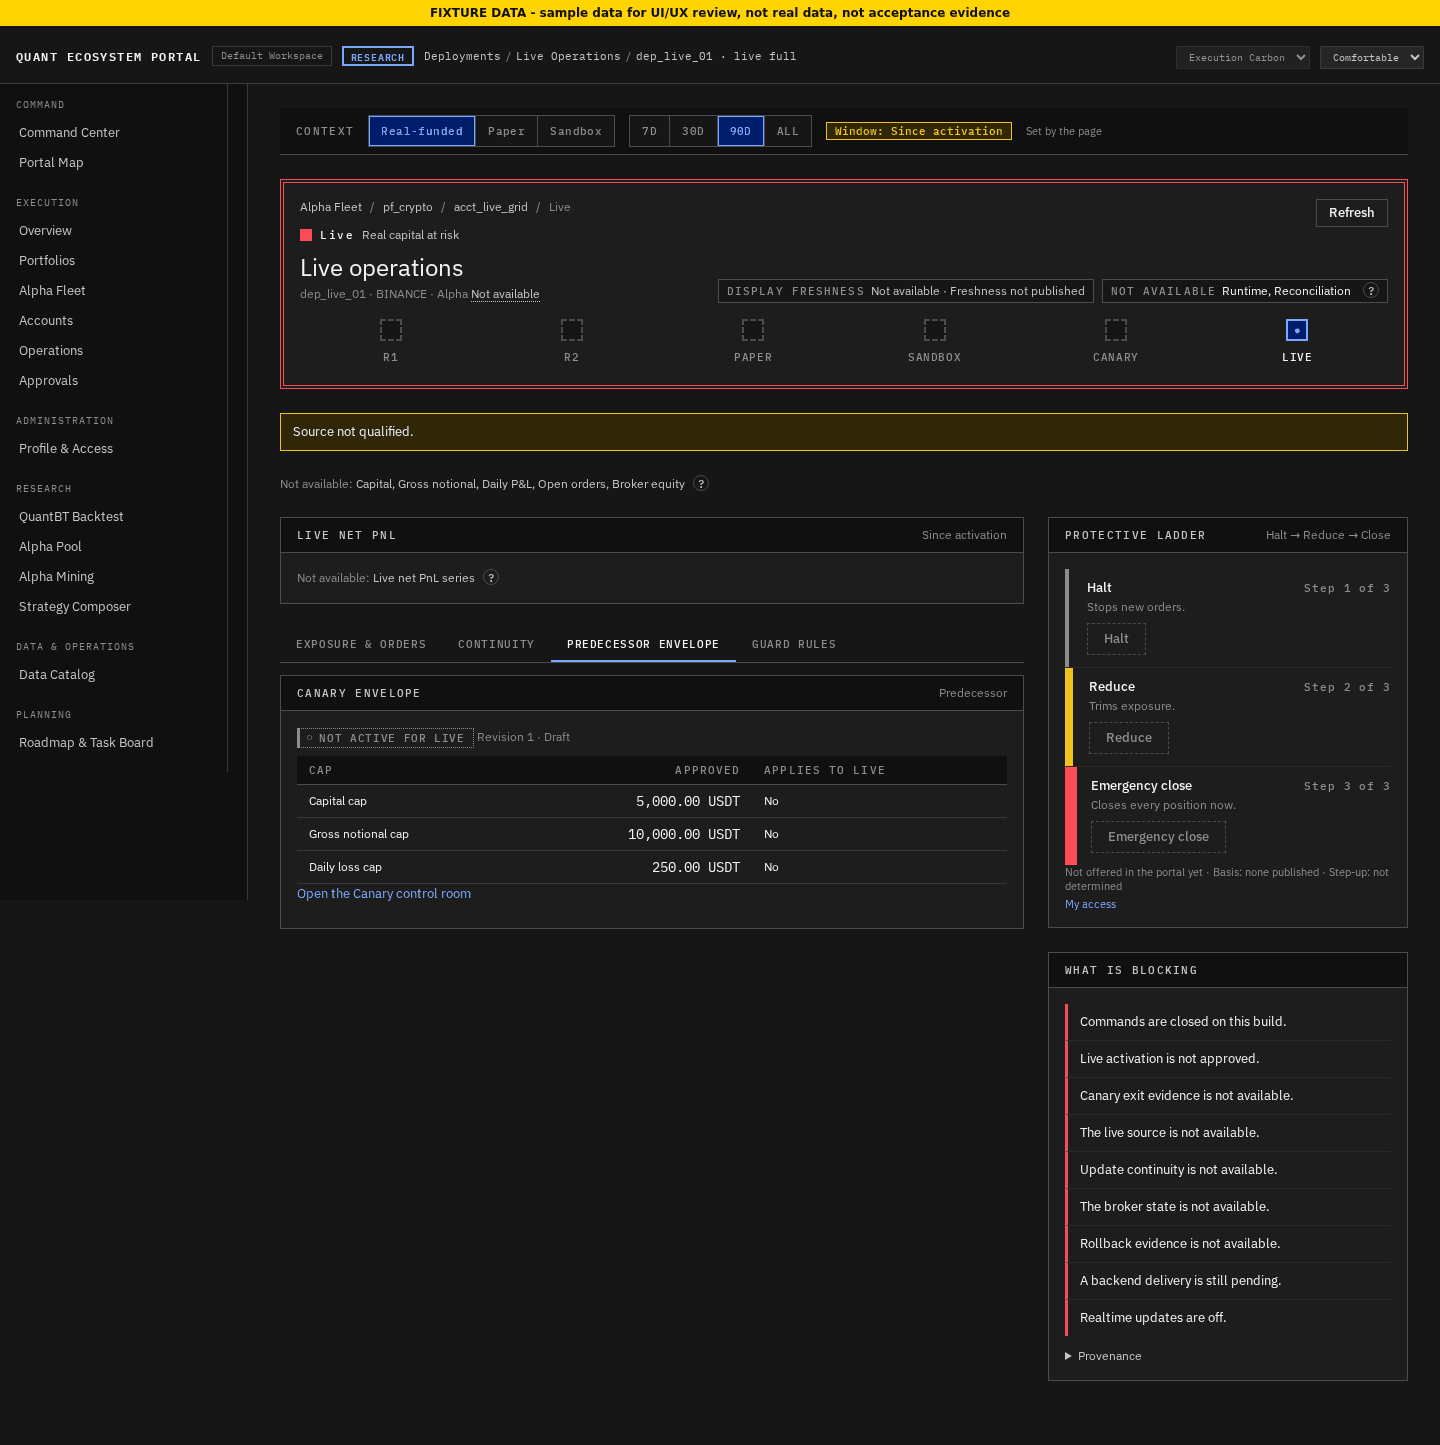 FIXTURE DATA - sample data for UI/UX review, not real data, not acceptance evidence
QUANT ECOSYSTEM PORTAL
Default Workspace
RESEARCH
Deployments / Live Operations / dep_live_01 · live full
Execution Carbon
Comfortable
COMMAND
Command Center
Portal Map
EXECUTION
Overview
Portfolios
Alpha Fleet
Accounts
Operations
Approvals
ADMINISTRATION
Profile & Access
RESEARCH
QuantBT Backtest
Alpha Pool
Alpha Mining
Strategy Composer
DATA & OPERATIONS
Data Catalog
PLANNING
Roadmap & Task Board
CONTEXT
Real-funded
Paper
Sandbox
7D
30D
90D
ALL
Window: Since activation
Set by the page
Alpha Fleet / pf_crypto / acct_live_grid / Live
Refresh
Live Real capital at risk
Live operations
dep_live_01 · BINANCE · Alpha Not available
DISPLAY FRESHNESS Not available · Freshness not published
NOT AVAILABLE Runtime, Reconciliation ?
R1
R2
PAPER
SANDBOX
CANARY
LIVE
Source not qualified.
Not available: Capital, Gross notional, Daily P&L, Open orders, Broker equity ?
LIVE NET PNL
Since activation
Not available: Live net PnL series ?
EXPOSURE & ORDERS
CONTINUITY
PREDECESSOR ENVELOPE
GUARD RULES
CANARY ENVELOPE
Predecessor
○ NOT ACTIVE FOR LIVE Revision 1 · Draft
CAP APPROVED APPLIES TO LIVE
Capital cap 5,000.00 USDT No
Gross notional cap 10,000.00 USDT No
Daily loss cap 250.00 USDT No
Open the Canary control room
PROTECTIVE LADDER
Halt → Reduce → Close
Halt
Step 1 of 3
Stops new orders.
Halt
Reduce
Step 2 of 3
Trims exposure.
Reduce
Emergency close
Step 3 of 3
Closes every position now.
Emergency close
Not offered in the portal yet · Basis: none published · Step-up: not
determined
My access
WHAT IS BLOCKING
Commands are closed on this build.
Live activation is not approved.
Canary exit evidence is not available.
The live source is not available.
Update continuity is not available.
The broker state is not available.
Rollback evidence is not available.
A backend delivery is still pending.
Realtime updates are off.
▶ Provenance